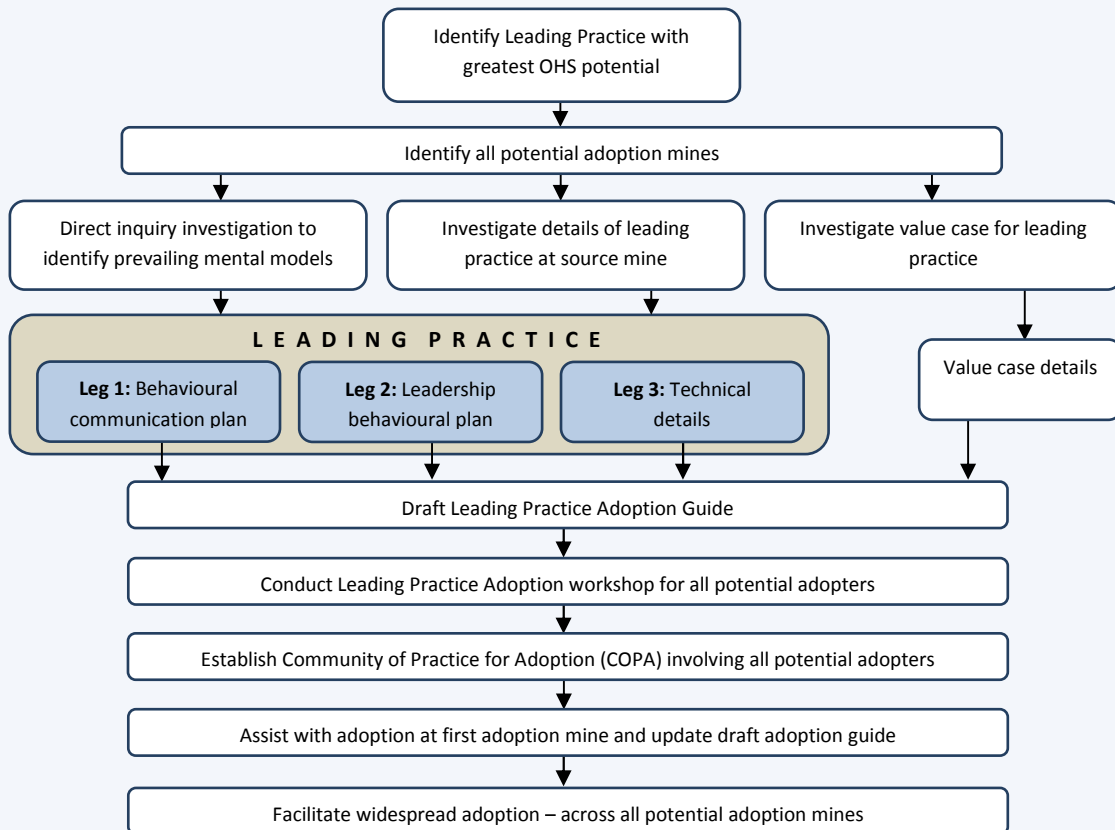 Identify Leading Practice with
greatest OHS potential
Identify all potential adoption mines
Direct inquiry investigation to
identify prevailing mental models
Investigate details of leading
practice at source mine
Investigate value case for leading
practice
LEADING PRACTICE
Leg 1: Behavioural
communication plan
Leg 2: Leadership
behavioural plan
Leg 3: Technical
details
Value case details
Draft Leading Practice Adoption Guide
Conduct Leading Practice Adoption workshop for all potential adopters
Establish Community of Practice for Adoption (COPA) involving all potential adopters
Assist with adoption at first adoption mine and update draft adoption guide
Facilitate widespread adoption – across all potential adoption mines